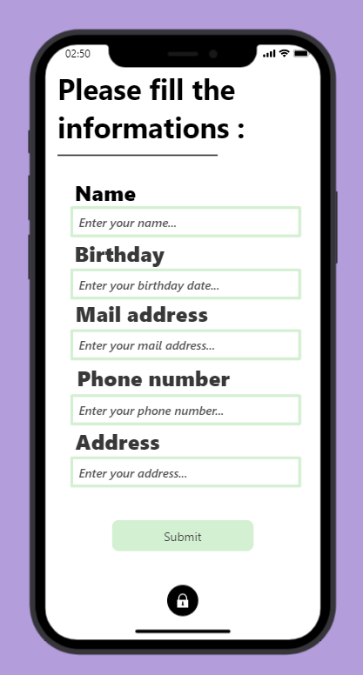 02:50
Please fill the
informations :
Name
Enter your name...
Birthday
Enter your birthday date...
Mail address
Enter your mail address...
Phone number
Enter your phone number...
Address
Enter your address...
Submit